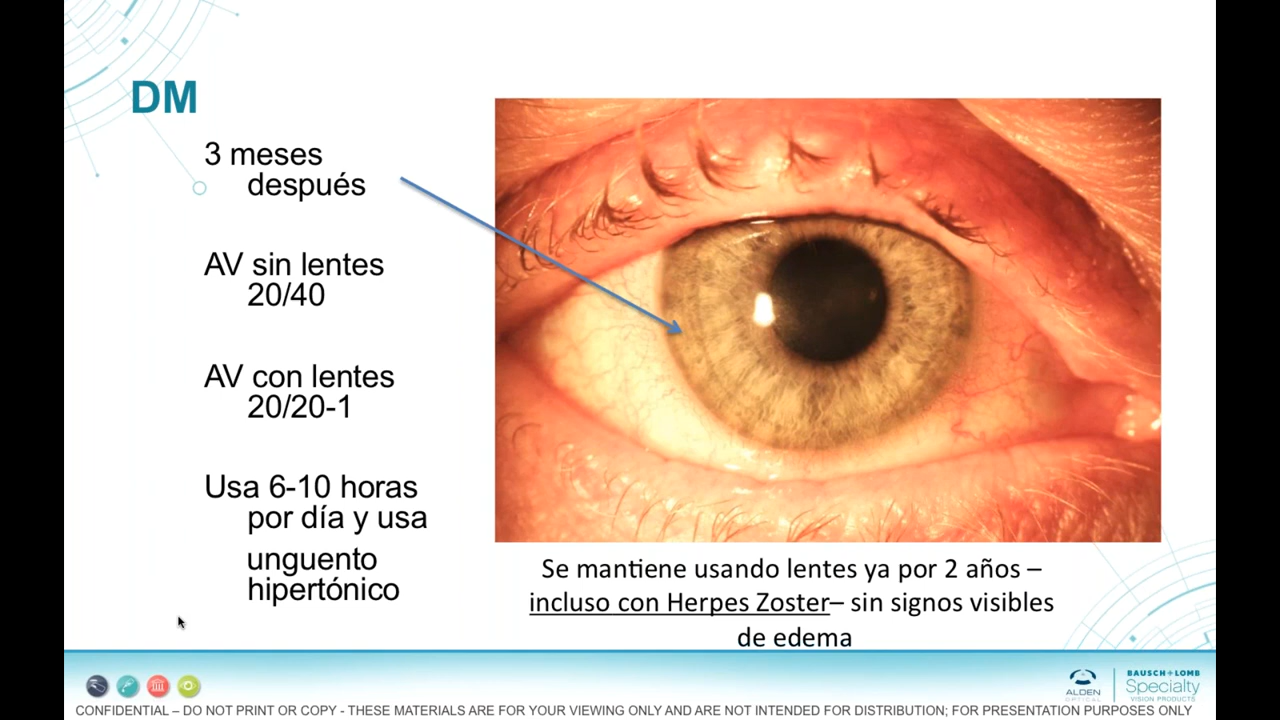 DM
3 meses
después
AV sin lentes
20/40
AV con lentes
20/20-1
Usa 6-10 horas
por día y usa
unguento
hipertónico
Se mantiene usando lentes ya por 2 años –
incluso con Herpes Zoster– sin signos visibles
de edema
ALDEN
OPTICAL
BAUSCH + LOMB
Specialty
VISION PRODUCTS
CONFIDENTIAL – DO NOT PRINT OR COPY - THESE MATERIALS ARE FOR YOUR VIEWING ONLY AND ARE NOT INTENDED FOR DISTRIBUTION; FOR PRESENTATION PURPOSES ONLY